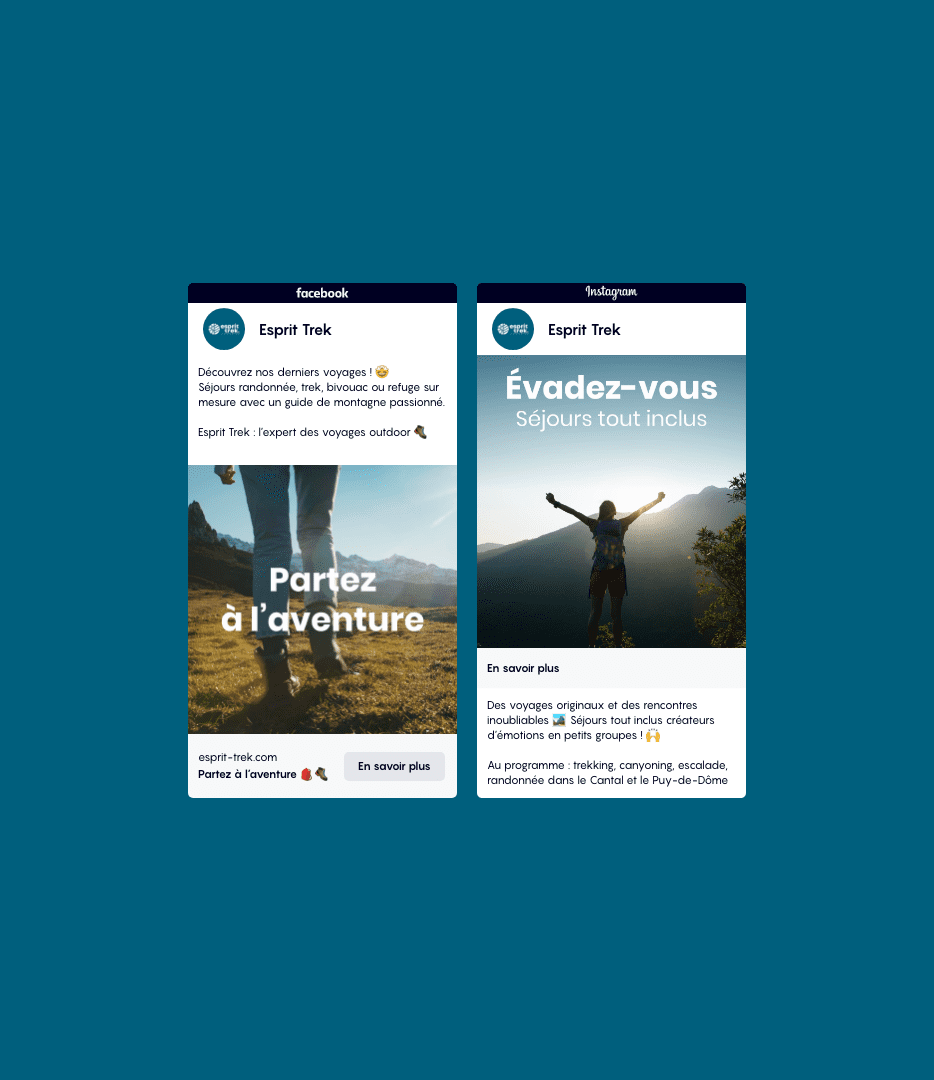 facebook
esprit
trek.
Esprit Trek
Découvrez nos derniers voyages ! 🤩
Séjours randonnée, trek, bivouac ou refuge sur
mesure avec un guide de montagne passionné.
Esprit Trek : l'expert des voyages outdoor 🥾
Partez
à l'aventure
esprit-trek.com
Partez à l'aventure 🎒🥾
En savoir plus
Instagram
esprit
trek.
Esprit Trek
Évadez-vous
Séjours tout inclus
En savoir plus
Des voyages originaux et des rencontres
inoubliables 🏞️ Séjours tout inclus créateurs
d'émotions en petits groupes ! 🙌
Au programme : trekking, canyoning, escalade,
randonnée dans le Cantal et le Puy-de-Dôme